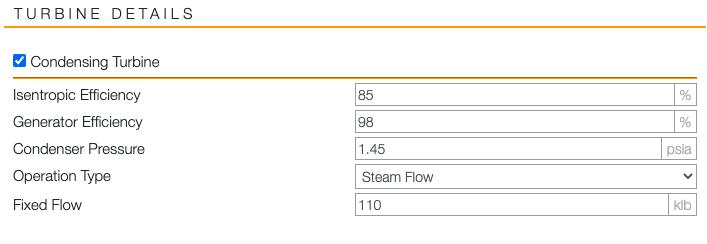 TURBINE DETAILS
Condensing Turbine
Isentropic Efficiency 85 %
Generator Efficiency 98 %
Condenser Pressure 1.45 psia
Operation Type Steam Flow
Fixed Flow 110 klb